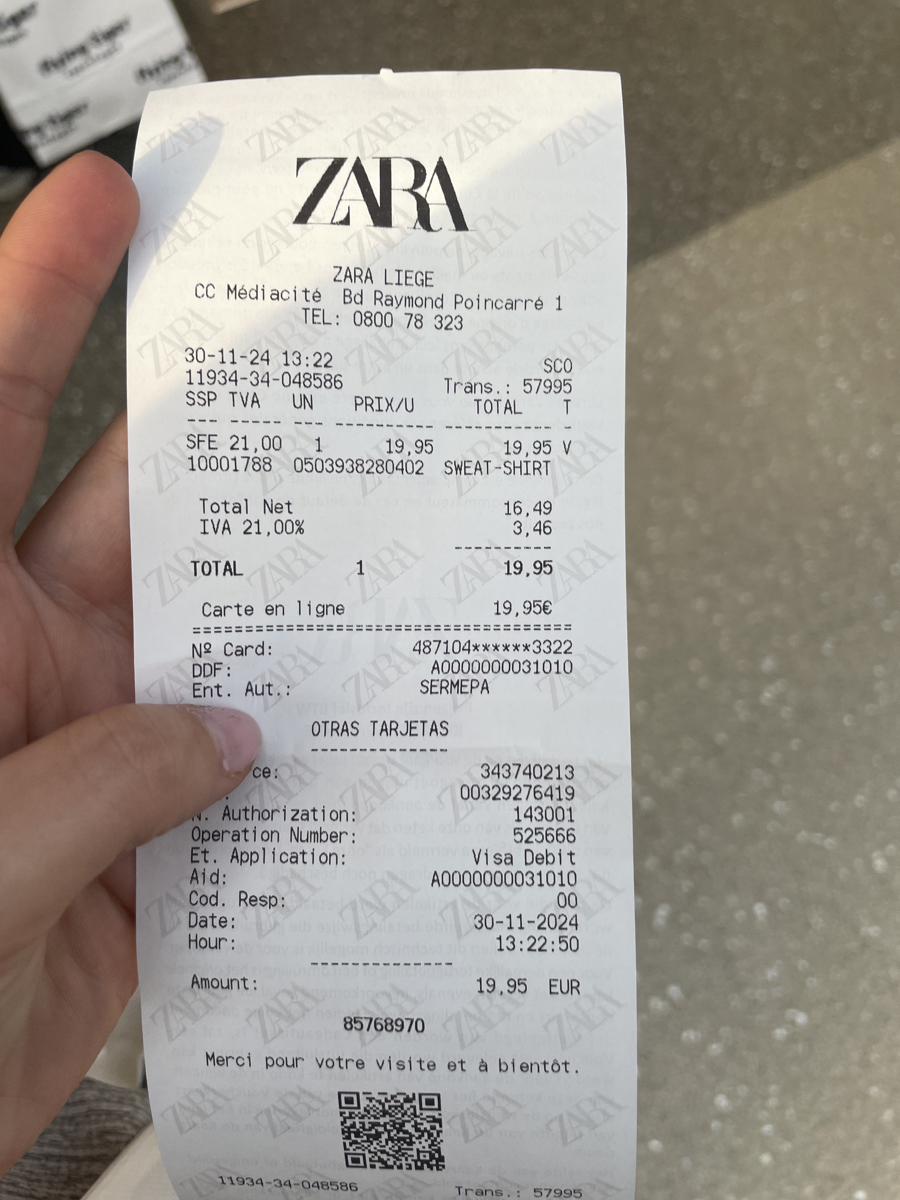 flying tiger
ZARA
ZARA LIEGE
CC Médiacité Bd Raymond Poincarré 1
TEL: 0800 78 323
30-11-24 13:22 SCO
11934-34-048586 Trans.: 57995
SSP TVA UN PRIX/U TOTAL T
--- ----- --- ---------- ----------- -
SFE 21,00 1 19,95 19,95 V
10001788 0503938280402 SWEAT-SHIRT
Total Net 16,49
IVA 21,00% 3,46
----------
TOTAL 1 19,95
Carte en ligne 19,95€
======================================
Nº Card: 487104******3322
DDF: A0000000031010
Ent. Aut.: SERMEPA
OTRAS TARJETAS
--------------
ce: 343740213
00329276419
N. Authorization: 143001
Operation Number: 525666
Et. Application: Visa Debit
Aid: A0000000031010
Cod. Resp: 00
Date: 30-11-2024
Hour: 13:22:50
--------------
Amount: 19,95 EUR
85768970
Merci pour votre visite et à bientôt.
11934-34-048586 Trans.: 57995